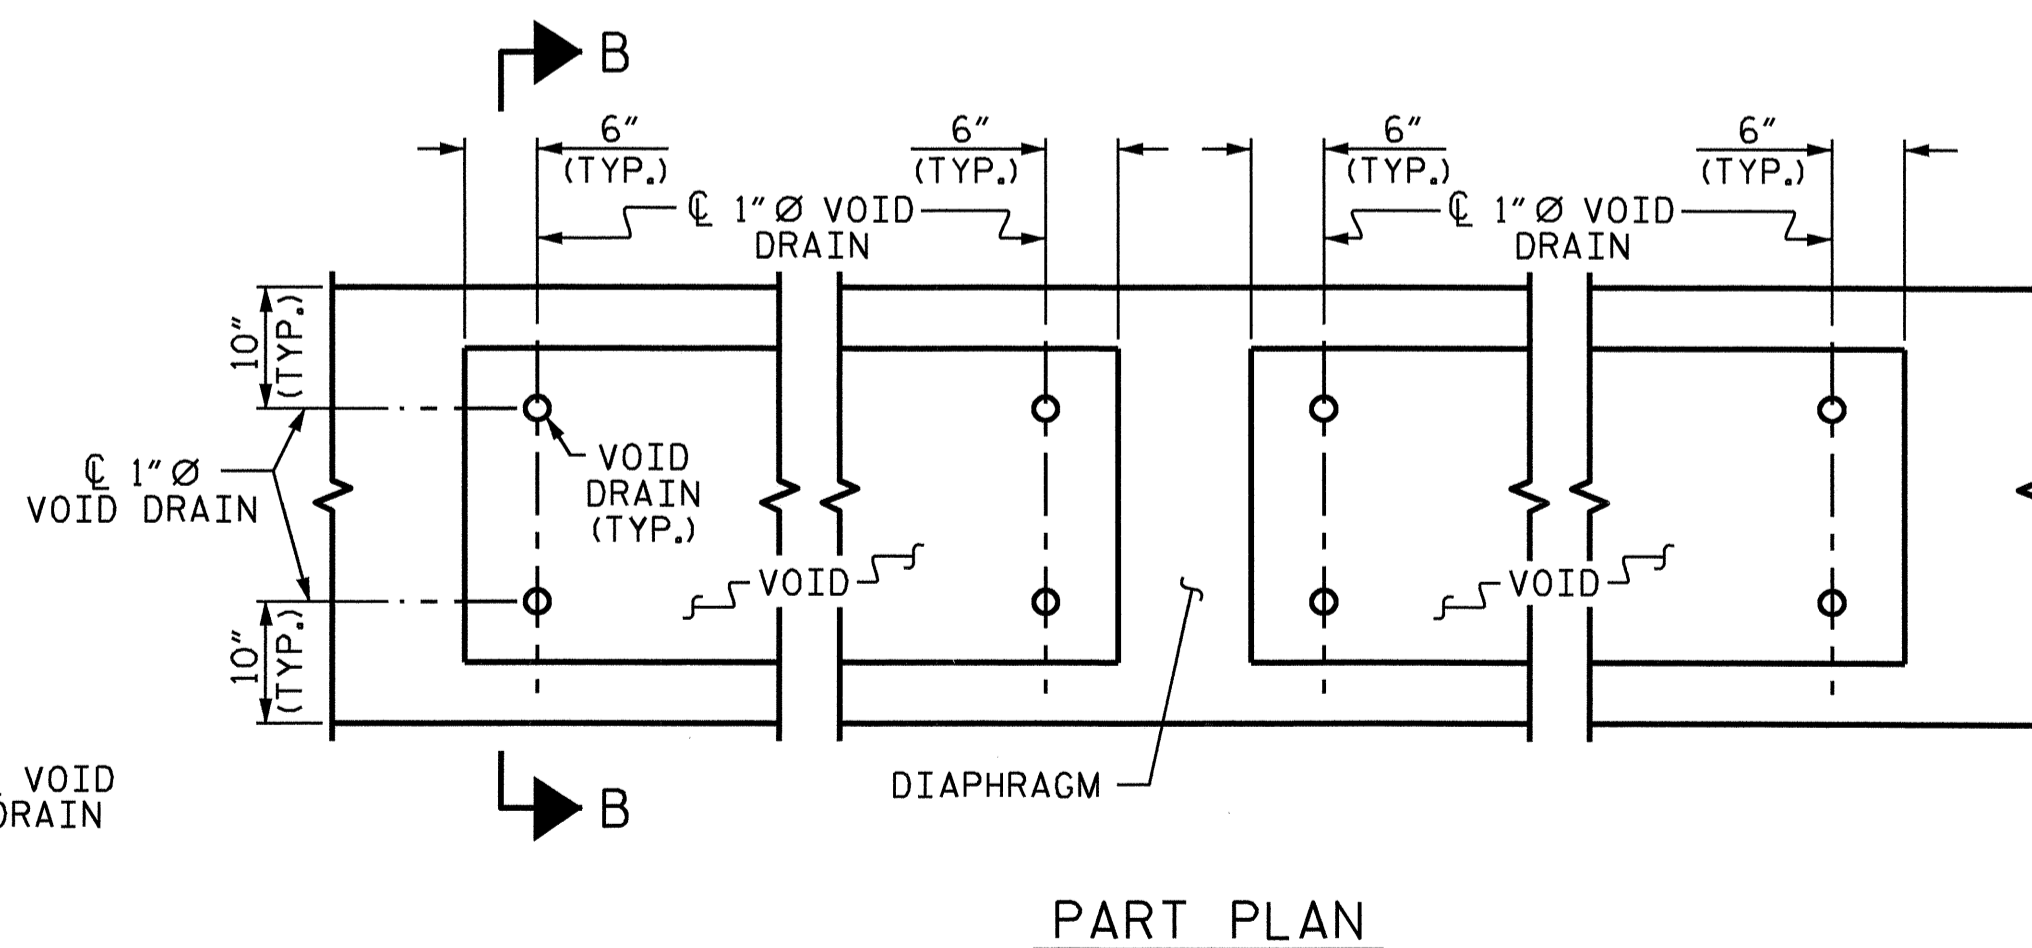 B
6" 6" 6" 6"
(TYP.) (TYP.) (TYP.) (TYP.)
℄ 1"Ø VOID
DRAIN
℄ 1"Ø VOID
DRAIN
10"
(TYP.)
℄ 1"Ø
VOID DRAIN
VOID
DRAIN
(TYP.)
VOID
VOID
10"
(TYP.)
VOID
DRAIN
DIAPHRAGM
B
PART PLAN